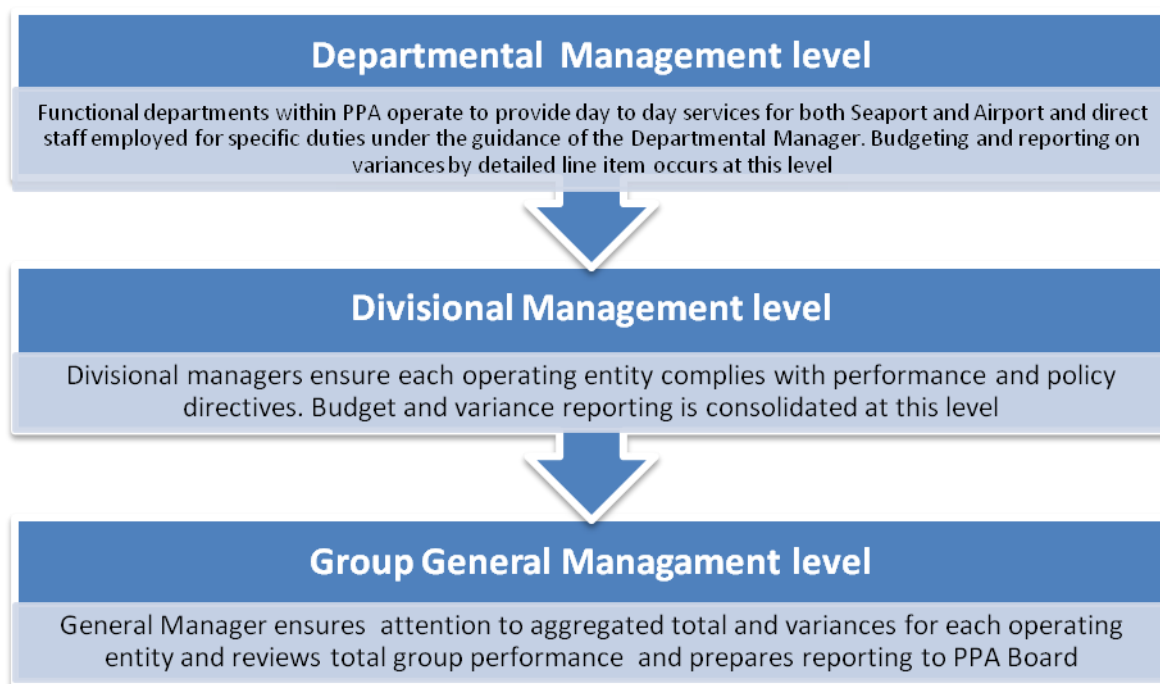 Departmental Management level
Functional departments within PPA operate to provide day to day services for both Seaport and Airport and direct
staff employed for specific duties under the guidance of the Departmental Manager. Budgeting and reporting on
variances by detailed line item occurs at this level
Divisional Management level
Divisional managers ensure each operating entity complies with performance and policy
directives. Budget and variance reporting is consolidated at this level
Group General Managament level
General Manager ensures attention to aggregated total and variances for each operating
entity and reviews total group performance and prepares reporting to PPA Board